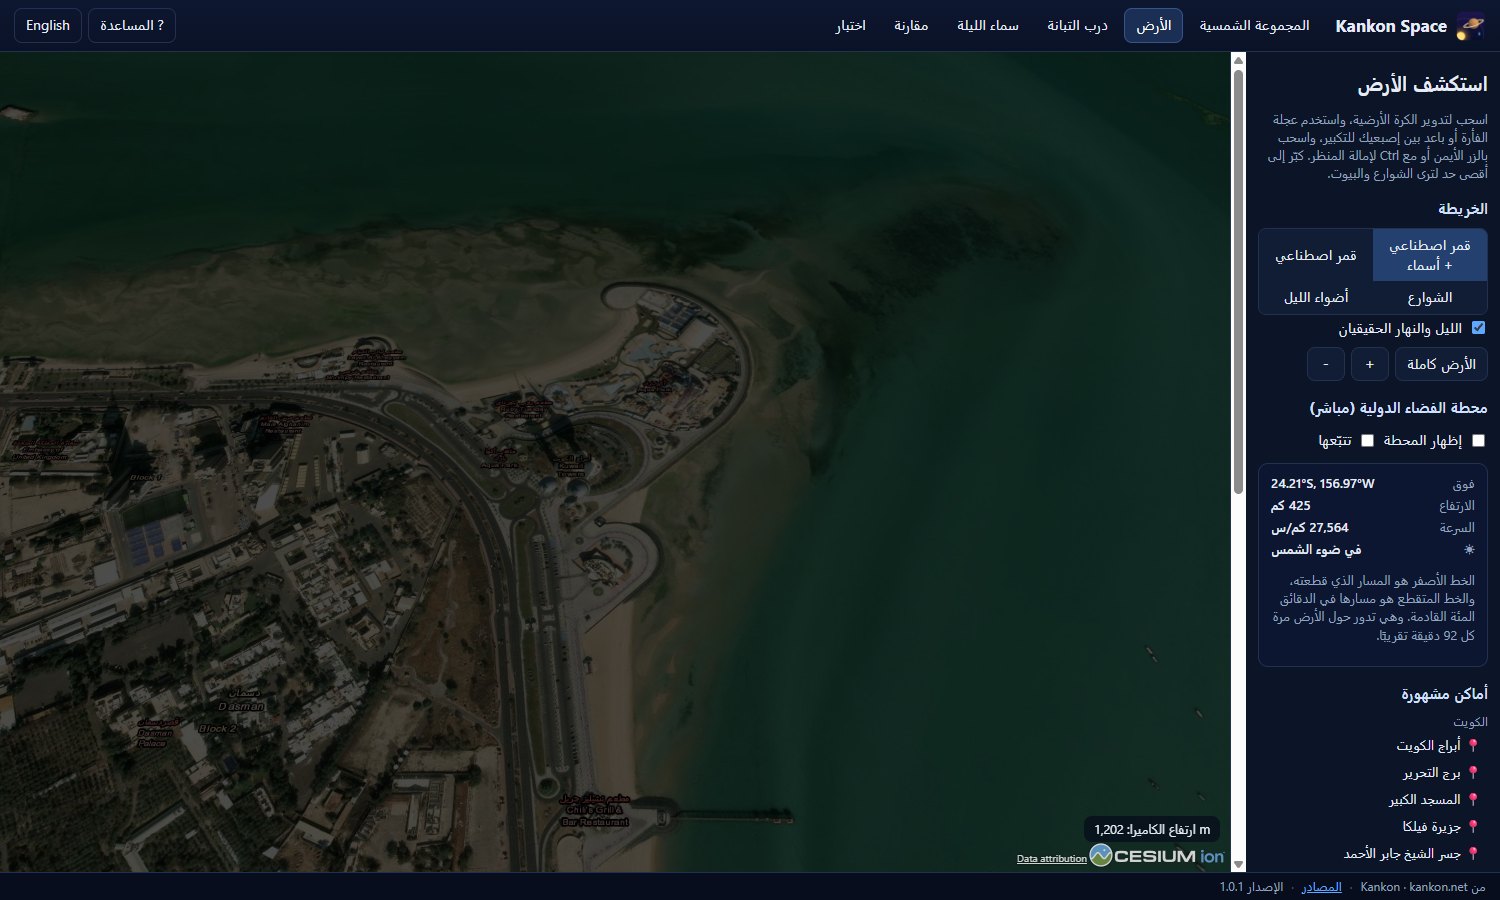 Kankon Space
المجموعة الشمسية
الأرض
درب التبانة
سماء الليلة
مقارنة
اختبار
? المساعدة
English
استكشف الأرض
اسحب لتدوير الكرة الأرضية، واستخدم عجلة
الفأرة أو باعد بين إصبعيك للتكبير، واسحب
بالزر الأيمن أو مع Ctrl لإمالة المنظر. كبّر إلى
أقصى حد لترى الشوارع والبيوت.
الخريطة
قمر اصطناعي
+ أسماء
قمر اصطناعي
الشوارع
أضواء الليل
الليل والنهار الحقيقيان
الأرض كاملة
+
-
محطة الفضاء الدولية (مباشر)
إظهار المحطة
تتبّعها
فوق 24.21°S, 156.97°W
الارتفاع 425 كم
السرعة 27,564 كم/س
☀ في ضوء الشمس
الخط الأصفر هو المسار الذي قطعته،
والخط المتقطع هو مسارها في الدقائق
المئة القادمة. وهي تدور حول الأرض مرة
كل 92 دقيقة تقريبًا.
أماكن مشهورة
الكويت
أبراج الكويت
برج التحرير
المسجد الكبير
جزيرة فيلكا
جسر الشيخ جابر الأحمد
Block 1
أبراج الكويت
Kuwait
Towers
دسمان
Dasman
Block 2
قصر دسمان
Dasman
Palace
Chili's Grill &
Bar Restaurant
ارتفاع الكاميرا: 1,202 m
Data attribution
CESIUM ion
من Kankon · kankon.net · المصادر · الإصدار 1.0.1